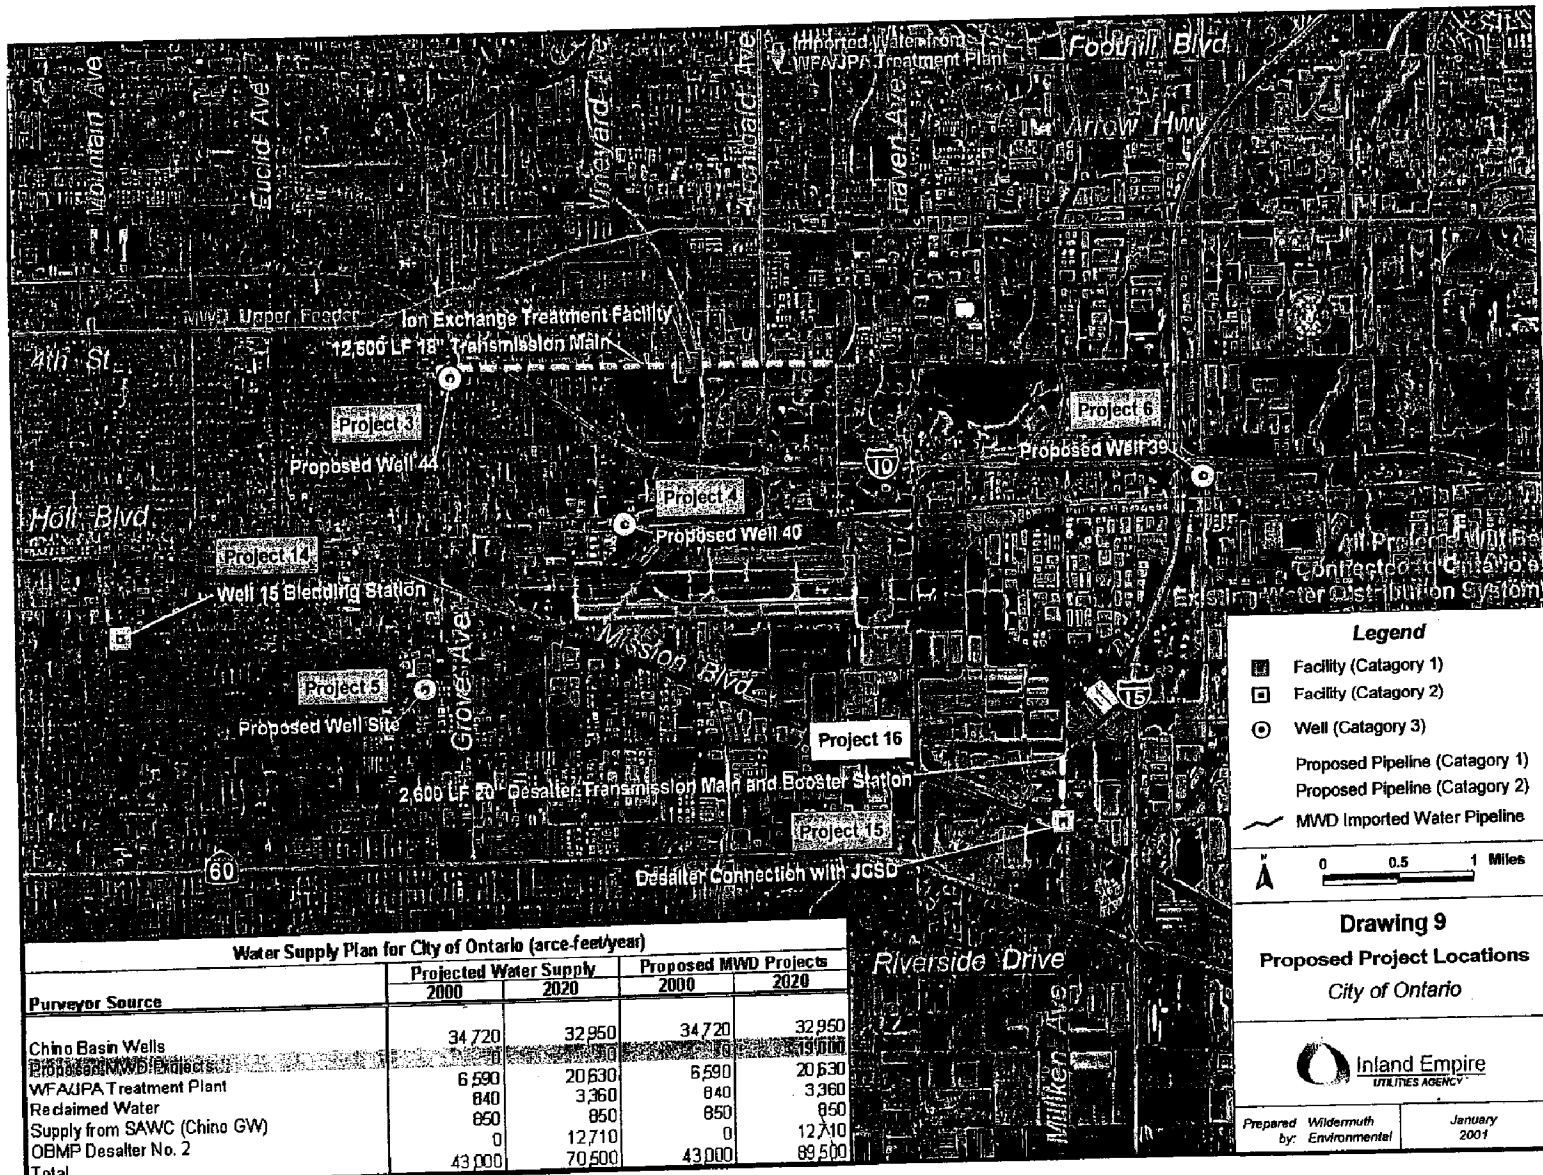 Imported Water from
WFA/JPA Treatment Plant
Foothill Blvd
Arrow Hwy
Mountain Ave
Euclid Ave
Vineyard A
Archibald Ave
Haven Ave
MWD Upper Feeder
Ion Exchange Treatment Facility
12,600 LF 18" Transmission Main
4th St
Project 3
Proposed Well 44
Project 6
Proposed Well 39
10
Project 4
Proposed Well 40
Holt Blvd
Project 14
Well 15 Blending Station
Connected to Ontario's
Existing Water Distribution System
Mission Blvd
Grove Ave
Project 5
Proposed Well Site
15
Project 16
2,600 LF 20" Desalter Transmission Main and Booster Station
Project 15
Desalter Connection with JCSD
60
Riverside Drive
Milliken Ave
Legend
Facility (Catagory 1)
Facility (Catagory 2)
Well (Catagory 3)
Proposed Pipeline (Catagory 1)
Proposed Pipeline (Catagory 2)
MWD Imported Water Pipeline
N
0 0.5 1 Miles
Drawing 9
Proposed Project Locations
City of Ontario
Inland Empire
UTILITIES AGENCY
Prepared by: Wildermuth Environmental
January 2001
Water Supply Plan for City of Ontario (arce-feet/year)
Projected Water Supply Proposed MWD Projects
Purveyor Source 2000 2020 2000 2020
Chino Basin Wells 34,720 32,950 34,720 32,950
Proposed MWD Projects 0 0 0 19,000
WFA/JPA Treatment Plant 6,590 20,630 6,590 20,630
Reclaimed Water 840 3,360 840 3,360
Supply from SAWC (Chino GW) 850 850 850 850
OBMP Desalter No. 2 0 12,710 0 12,710
Total 43,000 70,500 43,000 89,500